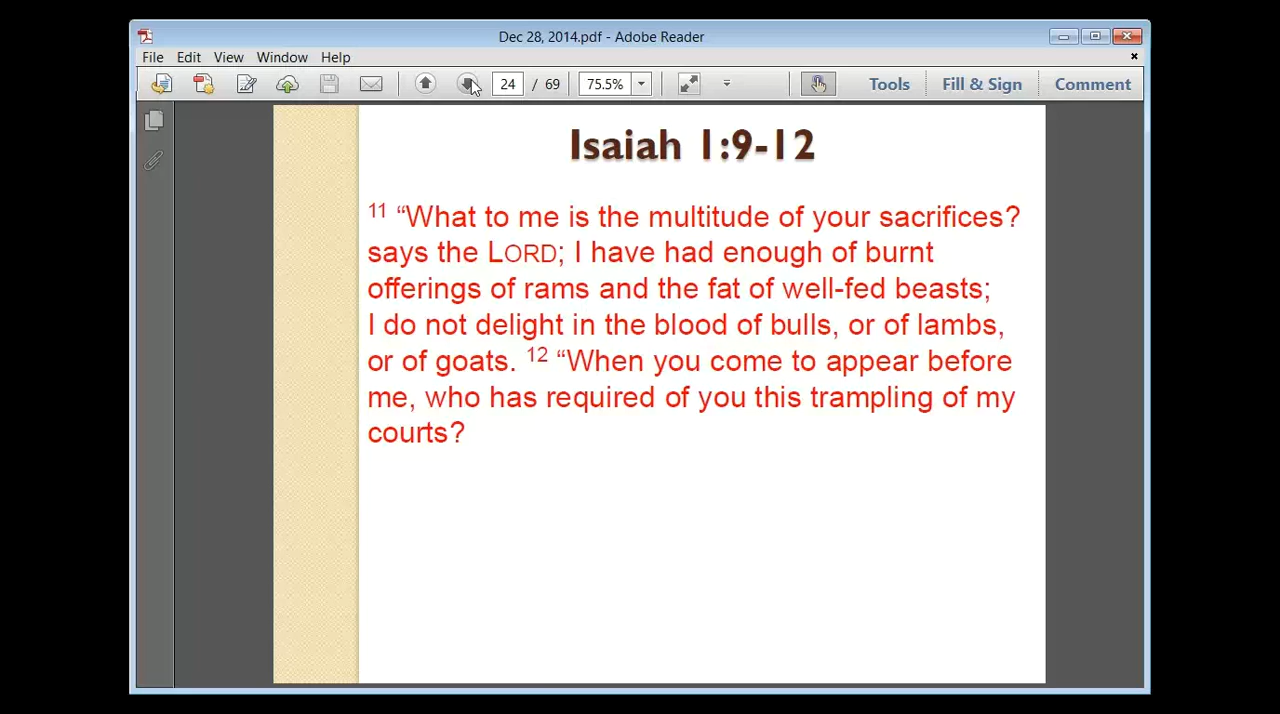 Dec 28, 2014.pdf - Adobe Reader
File Edit View Window Help
24 / 69 75.5% Tools Fill & Sign Comment
Isaiah 1:9-12
11 “What to me is the multitude of your sacrifices?
says the LORD; I have had enough of burnt
offerings of rams and the fat of well-fed beasts;
I do not delight in the blood of bulls, or of lambs,
or of goats. 12 “When you come to appear before
me, who has required of you this trampling of my
courts?